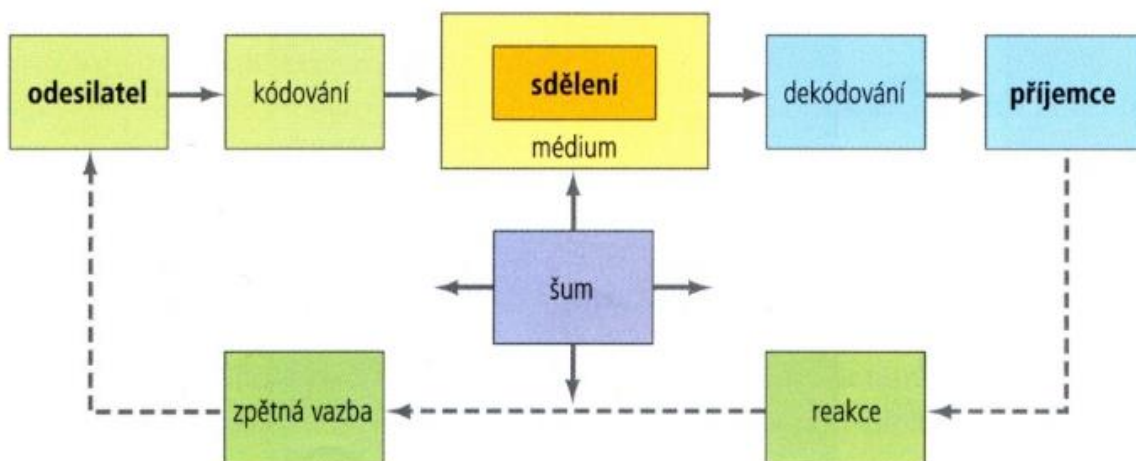 odesilatel
kódování
sdělení
médium
dekódování
příjemce
šum
zpětná vazba
reakce